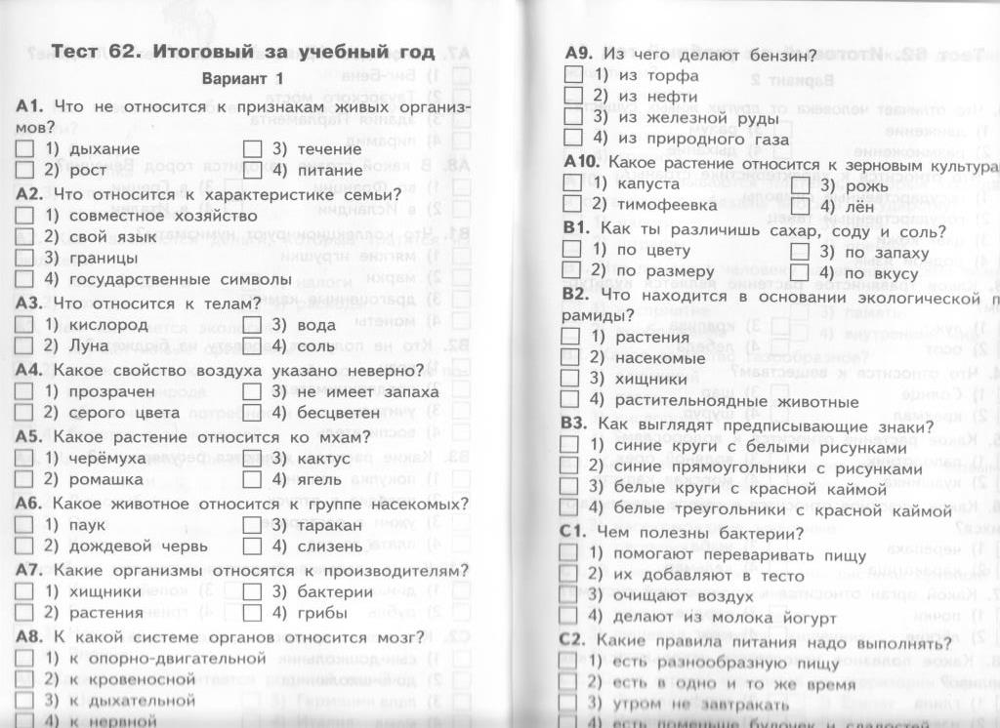 Тест 62. Итоговый за учебный год
Вариант 1
А1. Что не относится к признакам живых организ-
мов?
1) дыхание 3) течение
2) рост 4) питание
А2. Что относится к характеристике семьи?
1) совместное хозяйство
2) свой язык
3) границы
4) государственные символы
А3. Что относится к телам?
1) кислород 3) вода
2) Луна 4) соль
А4. Какое свойство воздуха указано неверно?
1) прозрачен 3) не имеет запаха
2) серого цвета 4) бесцветен
А5. Какое растение относится ко мхам?
1) черёмуха 3) кактус
2) ромашка 4) ягель
А6. Какое животное относится к группе насекомых?
1) паук 3) таракан
2) дождевой червь 4) слизень
А7. Какие организмы относятся к производителям?
1) хищники 3) бактерии
2) растения 4) грибы
А8. К какой системе органов относится мозг?
1) к опорно-двигательной
2) к кровеносной
3) к дыхательной
4) к нервной
А9. Из чего делают бензин?
1) из торфа
2) из нефти
3) из железной руды
4) из природного газа
А10. Какое растение относится к зерновым культура
1) капуста 3) рожь
2) тимофеевка 4) лён
В1. Как ты различишь сахар, соду и соль?
1) по цвету 3) по запаху
2) по размеру 4) по вкусу
В2. Что находится в основании экологической п
рамиды?
1) растения
2) насекомые
3) хищники
4) растительноядные животные
В3. Как выглядят предписывающие знаки?
1) синие круги с белыми рисунками
2) синие прямоугольники с рисунками
3) белые круги с красной каймой
4) белые треугольники с красной каймой
С1. Чем полезны бактерии?
1) помогают переваривать пищу
2) их добавляют в тесто
3) очищают воздух
4) делают из молока йогурт
С2. Какие правила питания надо выполнять?
1) есть разнообразную пищу
2) есть в одно и то же время
3) утром не завтракать
4) есть поменьше булочек и сладостей